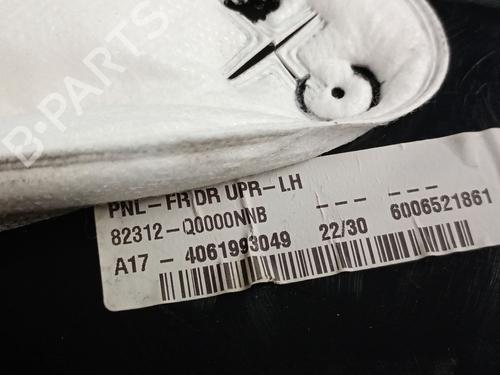 B-PARTS
PNL-FR DR UPR-LH
82312-Q0000NNB --- ---
A17 - 4061993049 22/30 6006521861